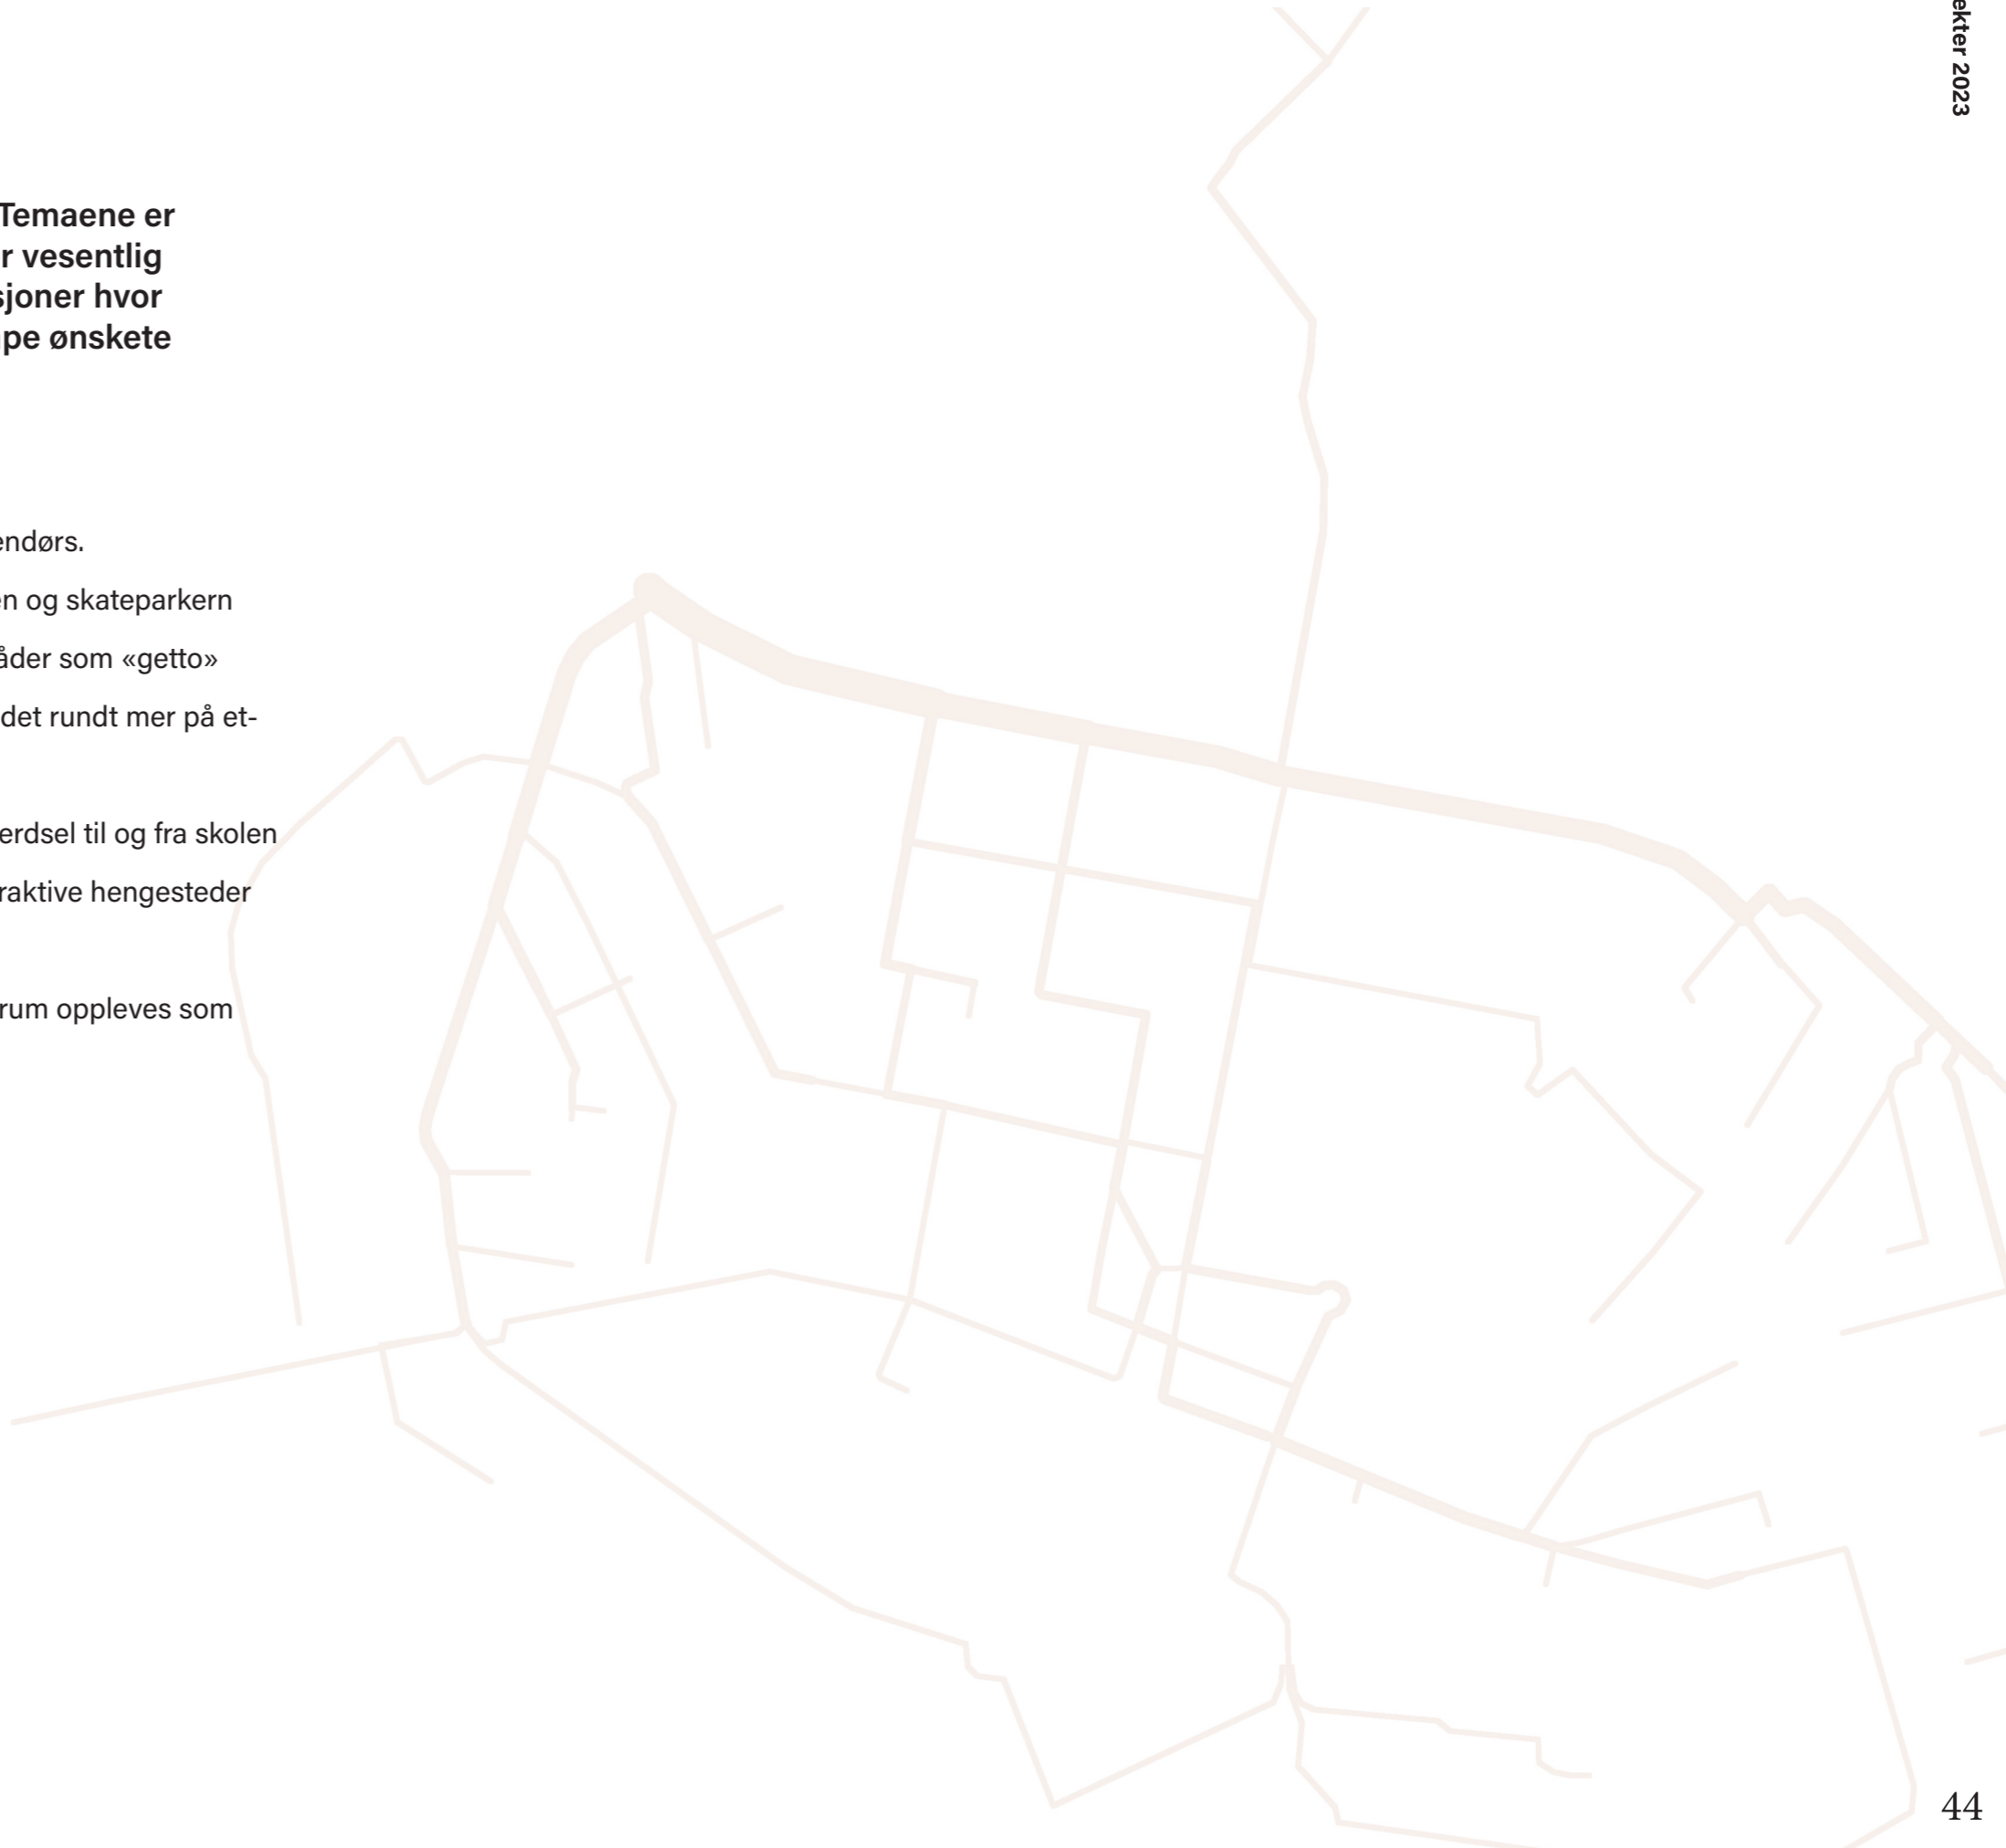 ekter 2023
Temaene er
r vesentlig
sjoner hvor
pe ønskete
endørs.
en og skateparkern
åder som «getto»
det rundt mer på et-
erdsel til og fra skolen
raktive hengesteder
rum oppleves som
44